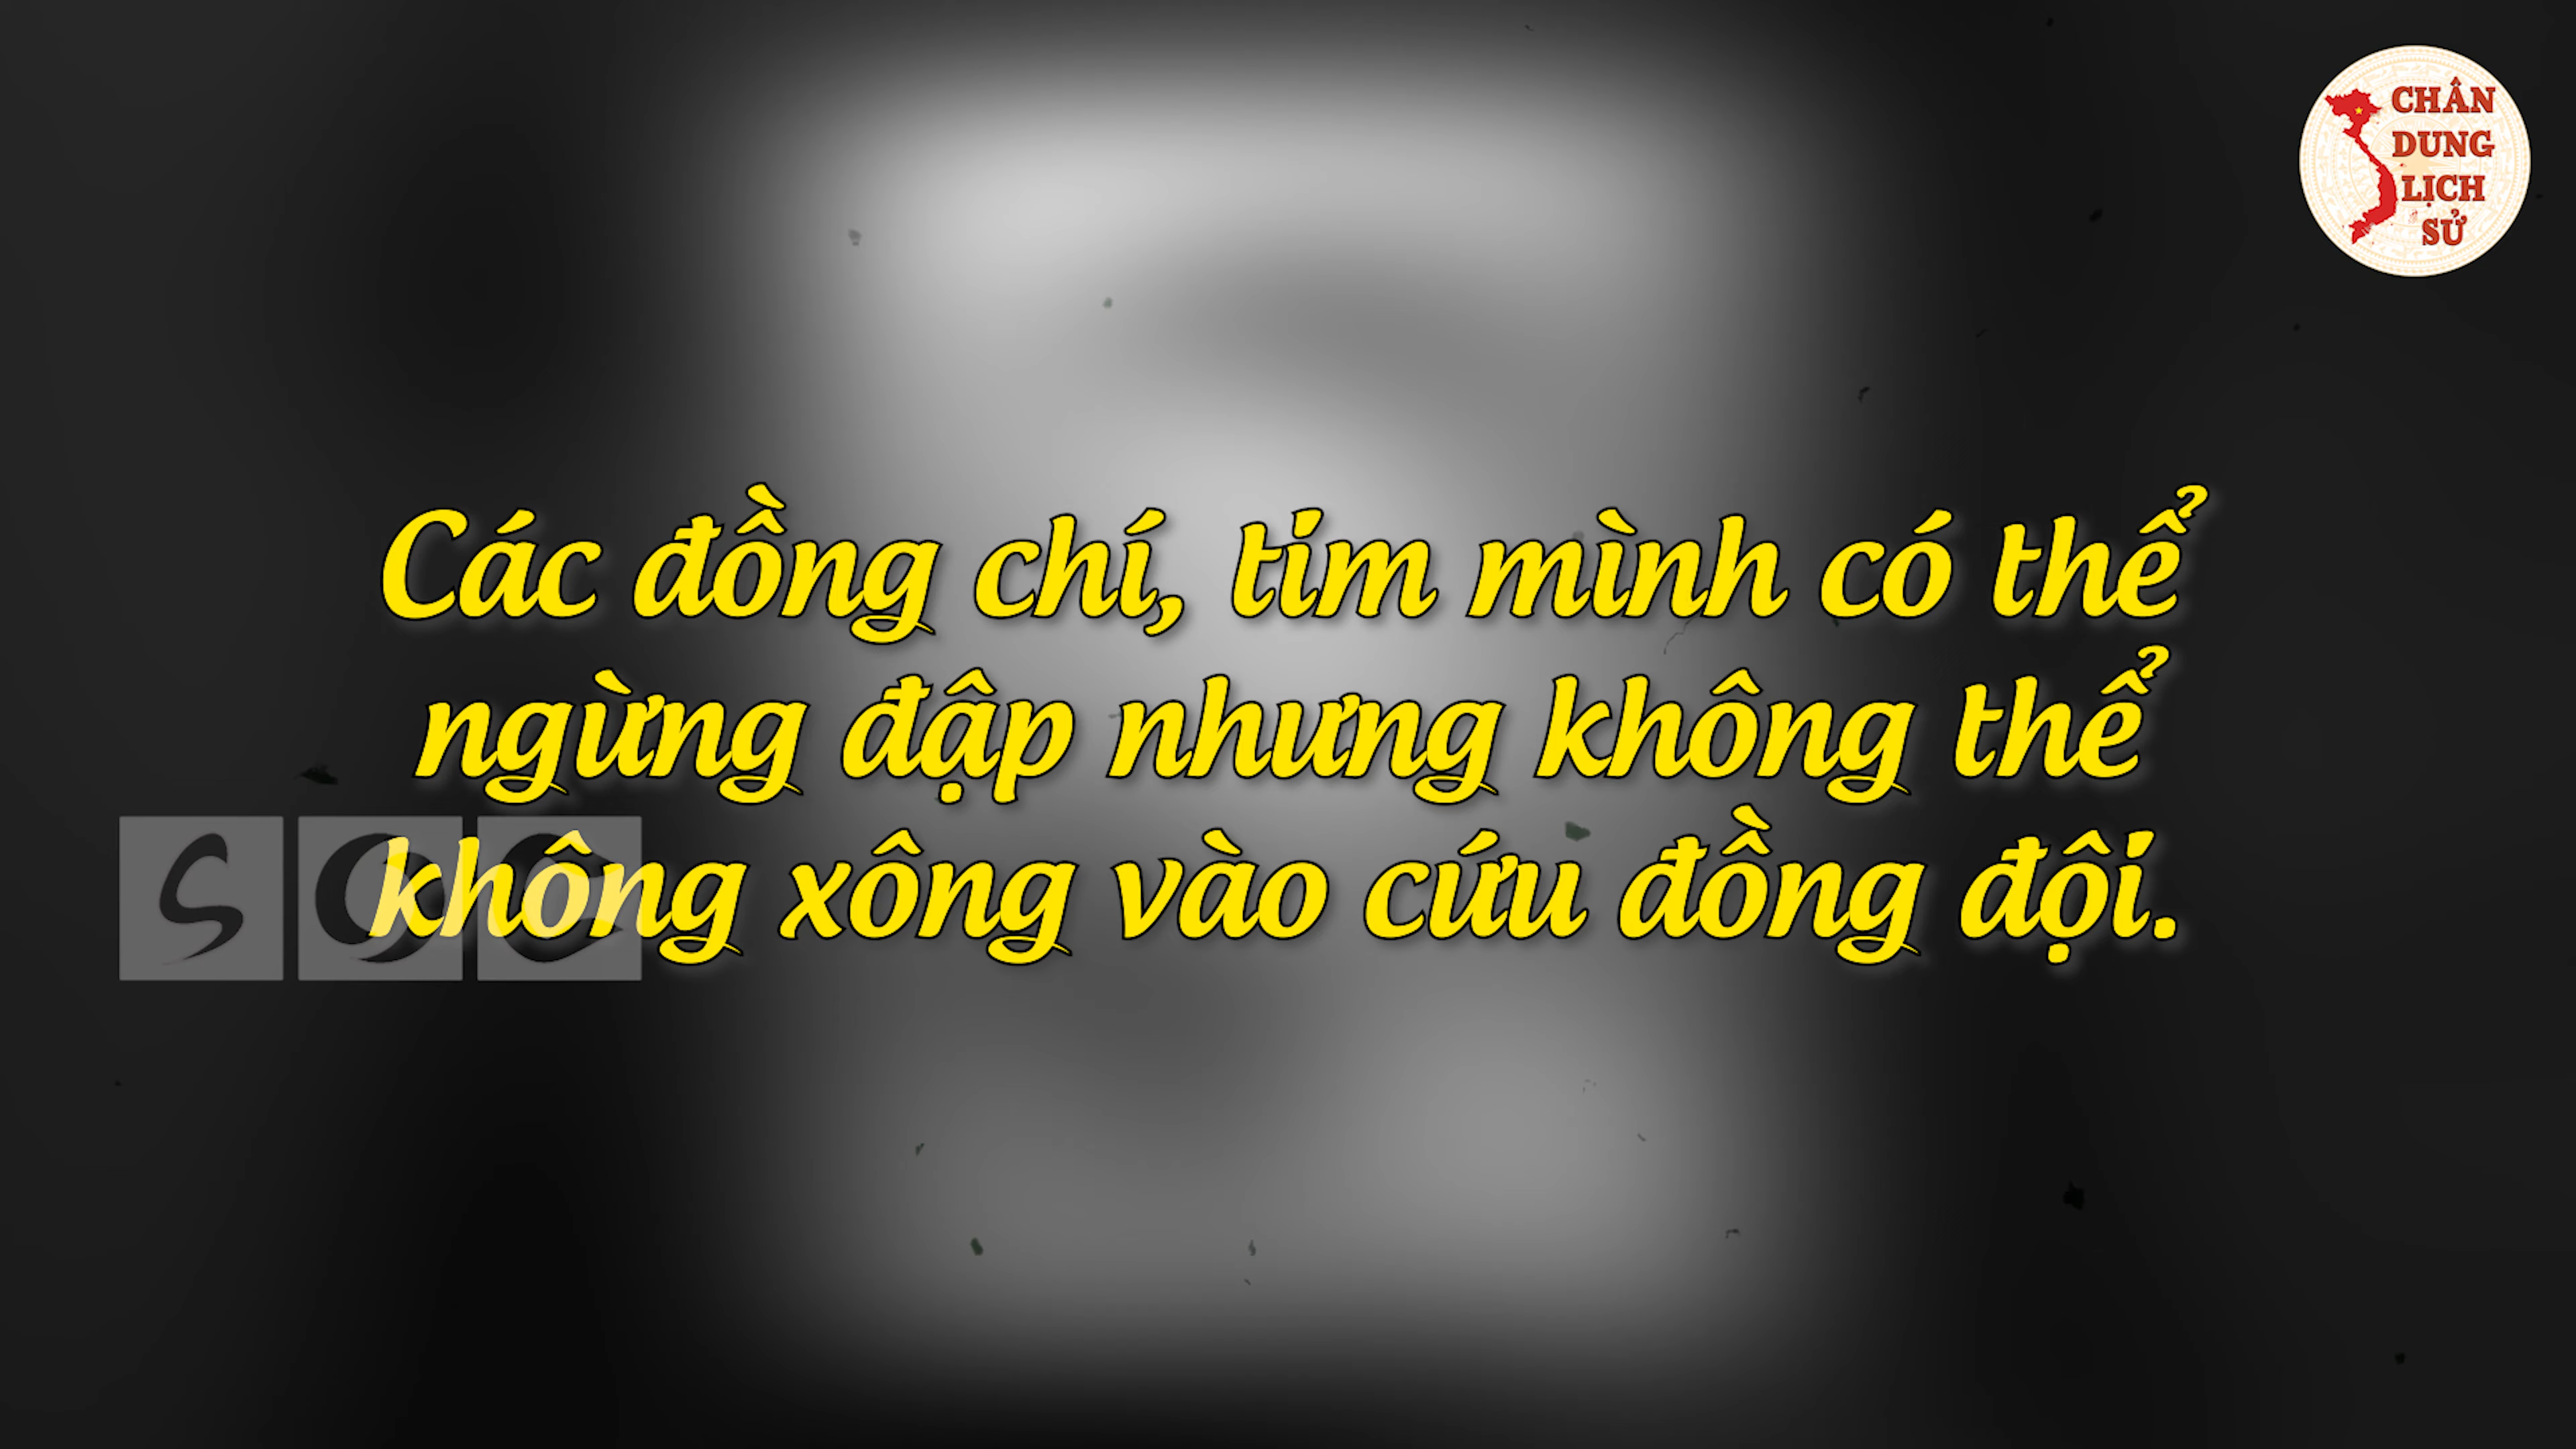 CHÂN
DUNG
LỊCH
SỬ
Các đồng chí, tim mình có thể
ngừng đập nhưng không thể
không xông vào cứu đồng đội.